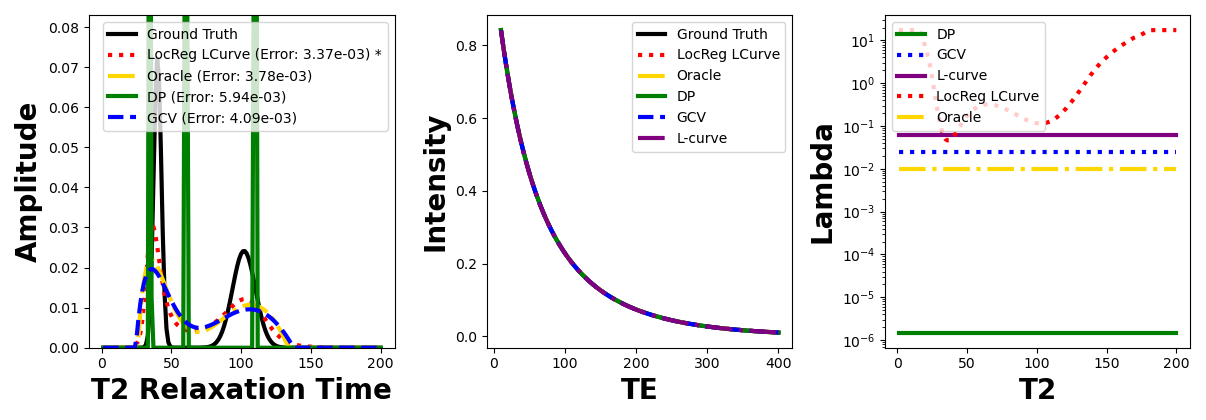 0.08
0.07
0.06
0.05
0.04
0.03
0.02
0.01
0.00
Amplitude
Ground Truth
LocReg LCurve (Error: 3.37e-03) *
Oracle (Error: 3.78e-03)
DP (Error: 5.94e-03)
GCV (Error: 4.09e-03)
0 50 100 150 200
T2 Relaxation Time
0.8
0.6
0.4
0.2
0.0
Intensity
Ground Truth
LocReg LCurve
Oracle
DP
GCV
L-curve
0 100 200 300 400
TE
10¹
10⁰
10⁻¹
10⁻²
10⁻³
10⁻⁴
10⁻⁵
10⁻⁶
Lambda
DP
GCV
L-curve
LocReg LCurve
Oracle
0 50 100 150 200
T2